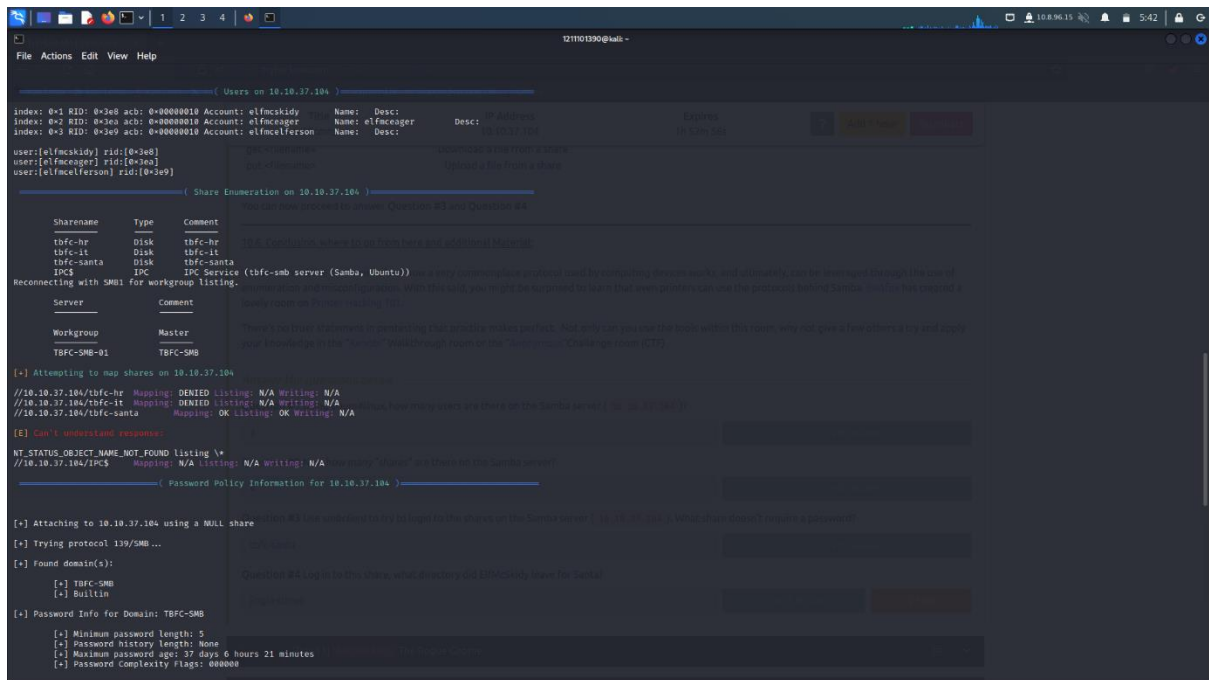 1 2 3 4
10.8.96.15
5:42
1211101390@kali: ~
File Actions Edit View Help
( Users on 10.10.37.104 )
index: 0×1 RID: 0×3e8 acb: 0×00000010 Account: elfmcskidy Name: Desc:
index: 0×2 RID: 0×3ea acb: 0×00000010 Account: elfmceager Name: elfmceager Desc:
index: 0×3 RID: 0×3e9 acb: 0×00000010 Account: elfmcelferson Name: Desc:
user:[elfmcskidy] rid:[0×3e8]
user:[elfmceager] rid:[0×3ea]
user:[elfmcelferson] rid:[0×3e9]
( Share Enumeration on 10.10.37.104 )
Sharename Type Comment
tbfc-hr Disk tbfc-hr
tbfc-it Disk tbfc-it
tbfc-santa Disk tbfc-santa
IPC$ IPC IPC Service (tbfc-smb server (Samba, Ubuntu))
Reconnecting with SMB1 for workgroup listing.
Server Comment
Workgroup Master
TBFC-SMB-01 TBFC-SMB
[+] Attempting to map shares on 10.10.37.104
//10.10.37.104/tbfc-hr Mapping: DENIED Listing: N/A Writing: N/A
//10.10.37.104/tbfc-it Mapping: DENIED Listing: N/A Writing: N/A
//10.10.37.104/tbfc-santa Mapping: OK Listing: OK Writing: N/A
[E] Can't understand response:
NT_STATUS_OBJECT_NAME_NOT_FOUND listing \*
//10.10.37.104/IPC$ Mapping: N/A Listing: N/A Writing: N/A
( Password Policy Information for 10.10.37.104 )
[+] Attaching to 10.10.37.104 using a NULL share
[+] Trying protocol 139/SMB...
[+] Found domain(s):
[+] TBFC-SMB
[+] Builtin
[+] Password Info for Domain: TBFC-SMB
[+] Minimum password length: 5
[+] Password history length: None
[+] Maximum password age: 37 days 6 hours 21 minutes
[+] Password Complexity Flags: 000000